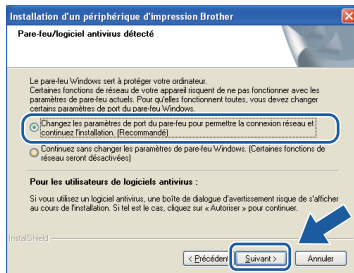 Installation d'un périphérique d'impression Brother
Pare-feu/logiciel antivirus détecté
Le pare-feu Windows sert à protéger votre ordinateur.
Certaines fonctions de réseau de votre appareil risquent de ne pas fonctionner avec les
paramètres de pare-feu actuels. Pour qu'elles fonctionnent toutes, vous devez changer
certains paramètres de port du pare-feu Windows.
Changez les paramètres de port du pare-feu pour permettre la connexion réseau et
continuez l'installation. (Recommandé)
Continuez sans changer les paramètres de pare-feu Windows. (Certaines fonctions de
réseau seront désactivées)
Pour les utilisateurs de logiciels antivirus :
Si vous utilisez un logiciel antivirus, une boîte de dialogue d'avertissement risque de s'afficher
au cours de l'installation. Si tel est le cas, cliquez sur « Autoriser » pour continuer.
InstallShield
< Précédent
Suivant >
Annuler